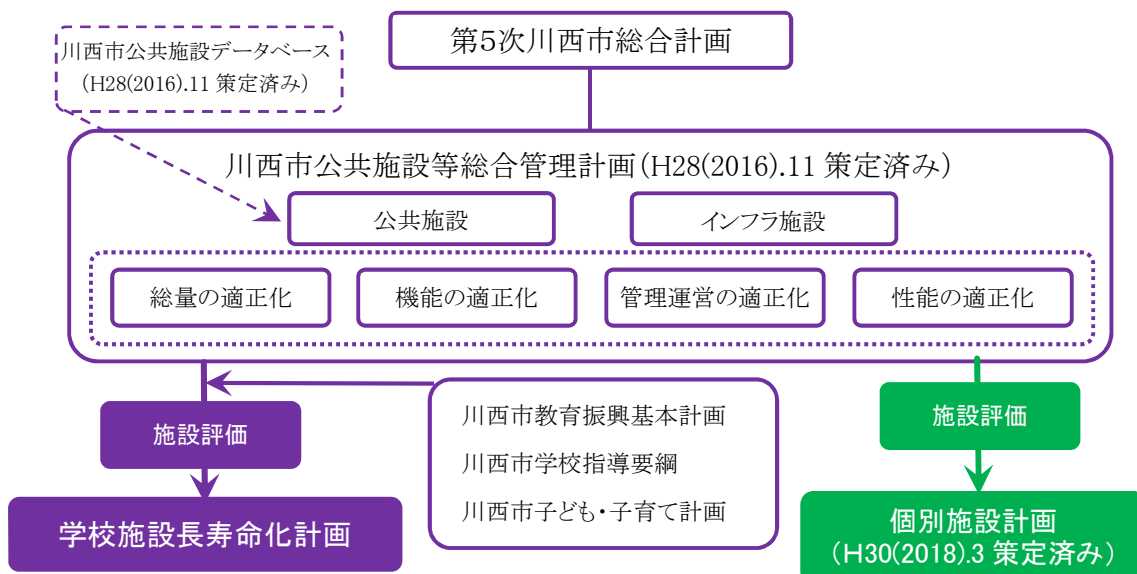 第5次川西市総合計画
川西市公共施設データベース
(H28(2016).11 策定済み)
川西市公共施設等総合管理計画(H28(2016).11 策定済み)
公共施設
インフラ施設
総量の適正化
機能の適正化
管理運営の適正化
性能の適正化
川西市教育振興基本計画
川西市学校指導要綱
川西市子ども・子育て計画
施設評価
学校施設長寿命化計画
施設評価
個別施設計画
(H30(2018).3 策定済み)